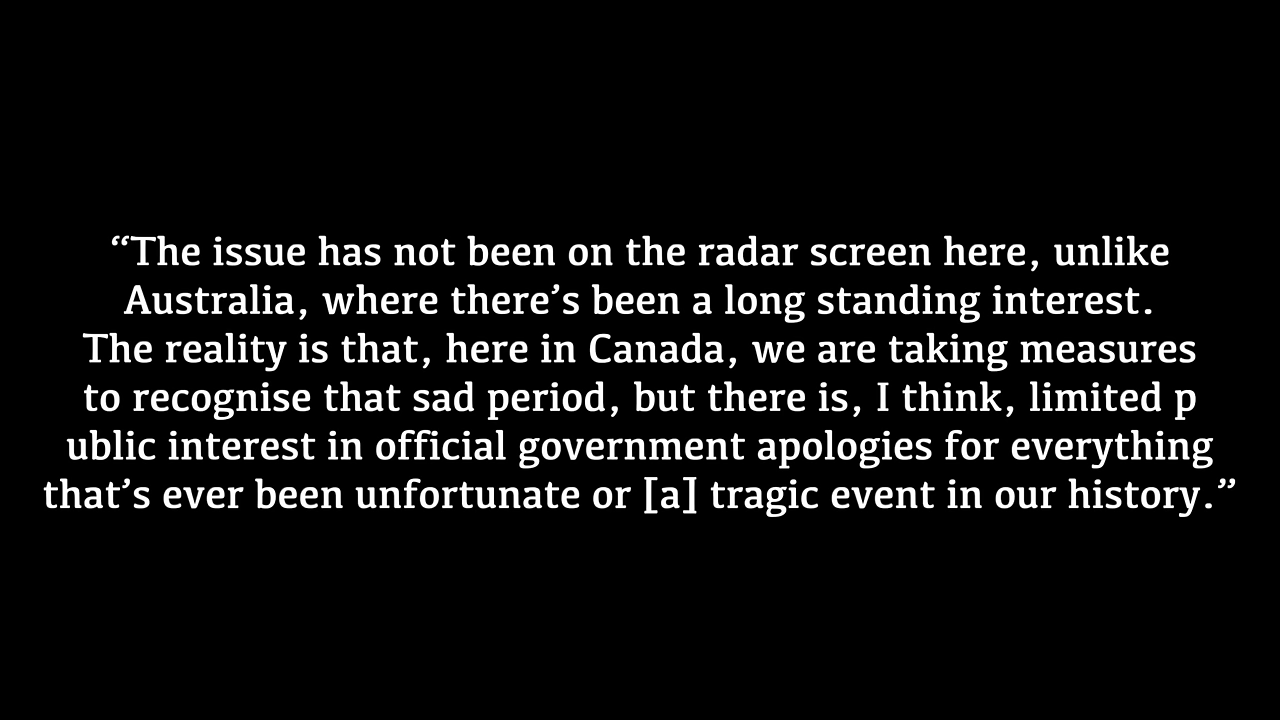 “The issue has not been on the radar screen here, unlike
Australia, where there’s been a long standing interest.
The reality is that, here in Canada, we are taking measures
to recognise that sad period, but there is, I think, limited p
ublic interest in official government apologies for everything
that’s ever been unfortunate or [a] tragic event in our history.”